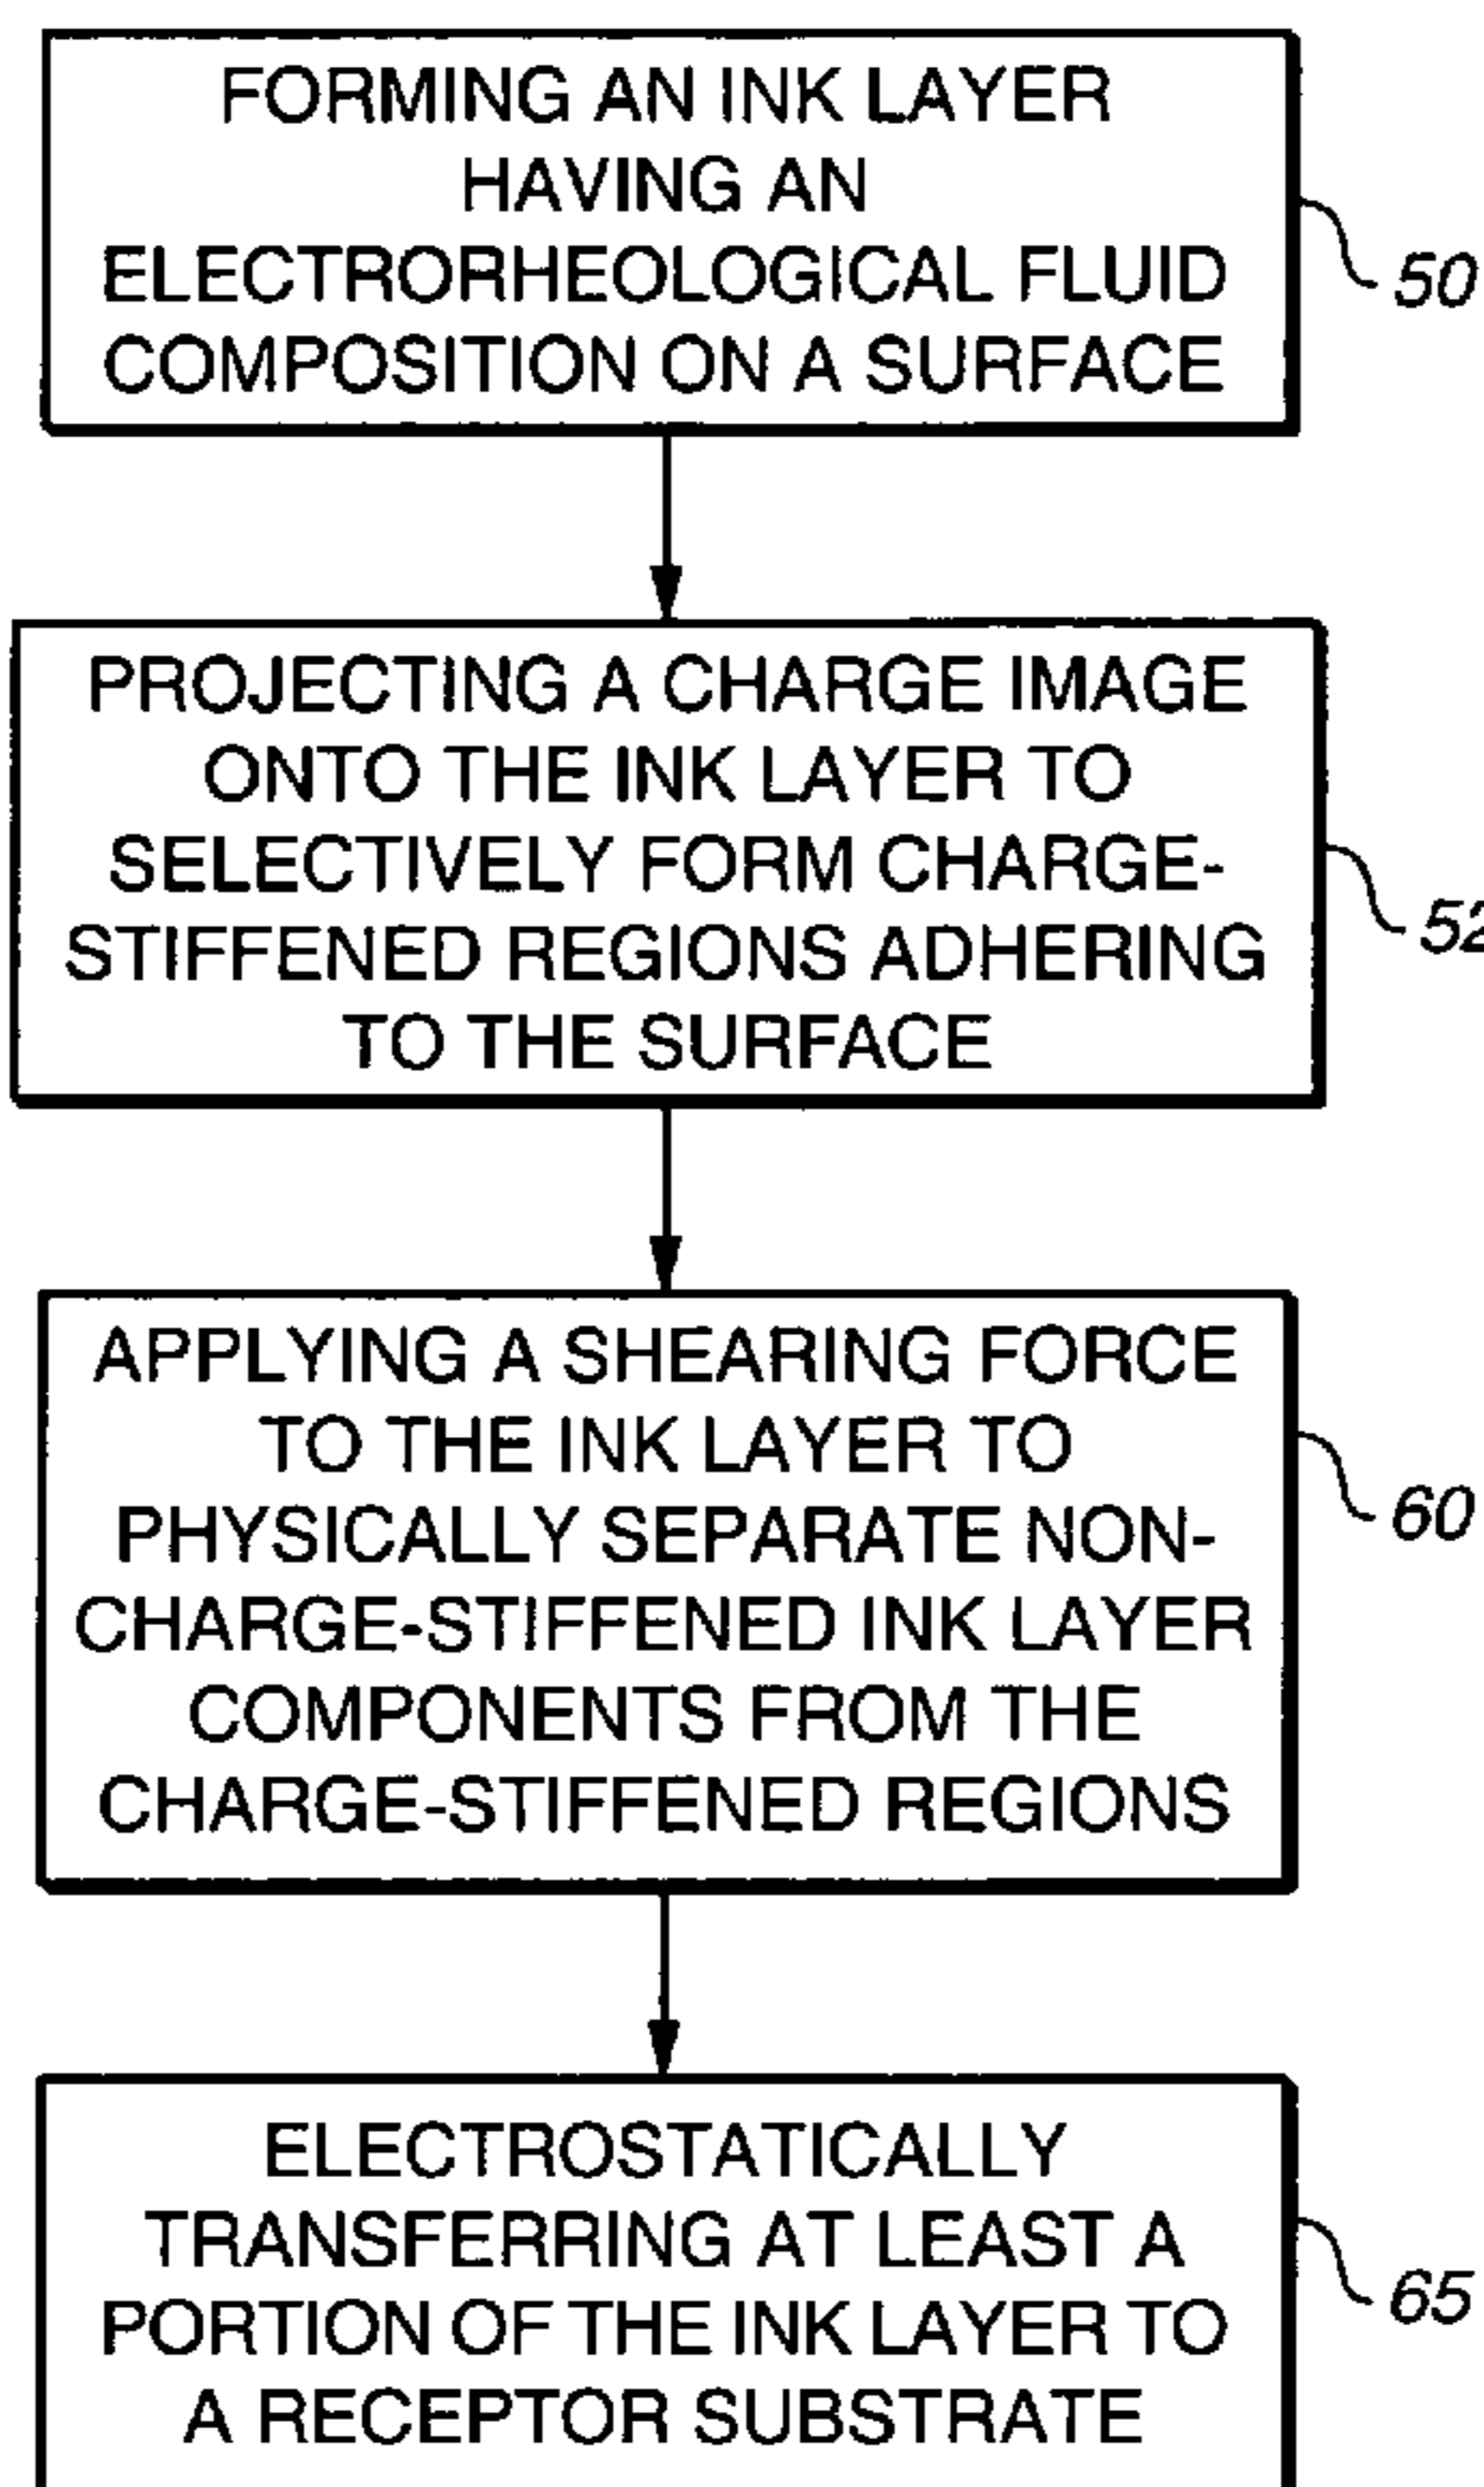 FORMING AN INK LAYER
HAVING AN
ELECTRORHEOLOGICAL FLUID
COMPOSITION ON A SURFACE
50
PROJECTING A CHARGE IMAGE
ONTO THE INK LAYER TO
SELECTIVELY FORM CHARGE-
STIFFENED REGIONS ADHERING
TO THE SURFACE
52
APPLYING A SHEARING FORCE
TO THE INK LAYER TO
PHYSICALLY SEPARATE NON-
CHARGE-STIFFENED INK LAYER
COMPONENTS FROM THE
CHARGE-STIFFENED REGIONS
60
ELECTROSTATICALLY
TRANSFERRING AT LEAST A
PORTION OF THE INK LAYER TO
A RECEPTOR SUBSTRATE
65